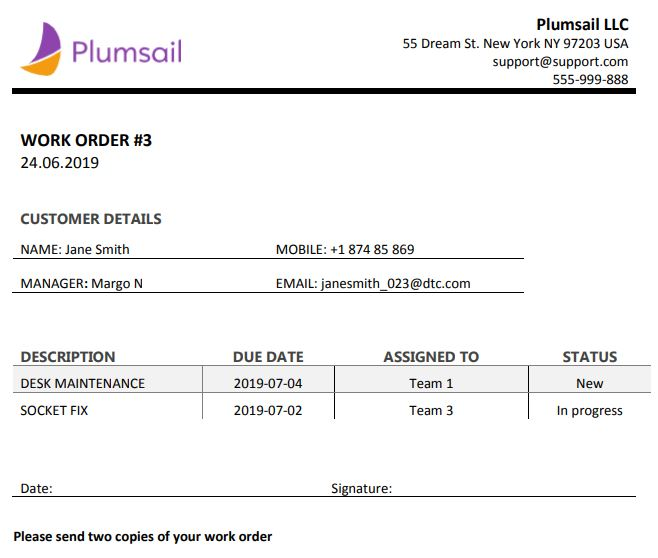 Plumsail
Plumsail LLC
55 Dream St. New York NY 97203 USA
support@support.com
555-999-888
WORK ORDER #3
24.06.2019
CUSTOMER DETAILS
NAME: Jane Smith MOBILE: +1 874 85 869
MANAGER: Margo N EMAIL: janesmith_023@dtc.com
DESCRIPTION DUE DATE ASSIGNED TO STATUS
DESK MAINTENANCE 2019-07-04 Team 1 New
SOCKET FIX 2019-07-02 Team 3 In progress
Date: Signature:
Please send two copies of your work order